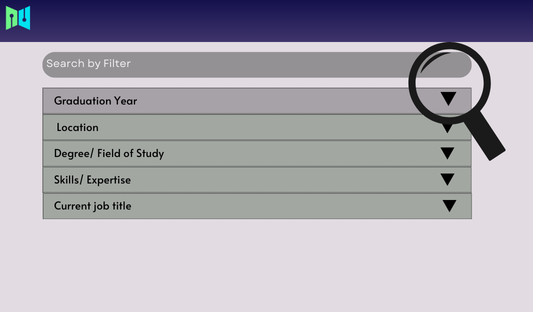 Search by Filter
Graduation Year
Location
Degree/ Field of Study
Skills/ Expertise
Current job title